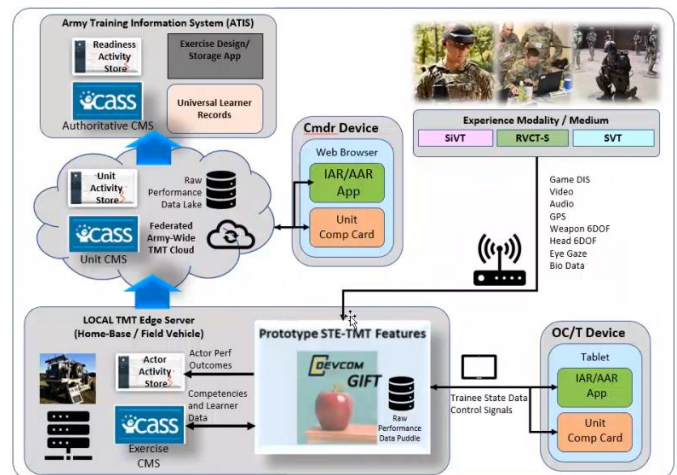 Army Training Information System (ATIS)
Readiness
Activity
Store
Exercise Design/
Storage App
CASS
Authoritative CMS
Universal Learner
Records
Experience Modality / Medium
SiVT
RVCT-S
SVT
Cmdr Device
Web Browser
IAR/AAR
App
Unit
Comp Card
Unit
Activity
Store
Raw
Performance
Data Lake
CASS
Unit CMS
Federated
Army-Wide
TMT Cloud
Game DIS
Video
Audio
GPS
Weapon 6DOF
Head 6DOF
Eye Gaze
Bio Data
LOCAL TMT Edge Server
(Home-Base / Field Vehicle)
Actor
Activity
Store
Actor Perf
Outcomes
Competencies
and Learner
Data
CASS
Exercise
CMS
Prototype STE-TMT Features
DEVCOM
GIFT
Raw
Performance
Data Puddle
Trainee State Data
Control Signals
OC/T Device
Tablet
IAR/AAR
App
Unit
Comp Card